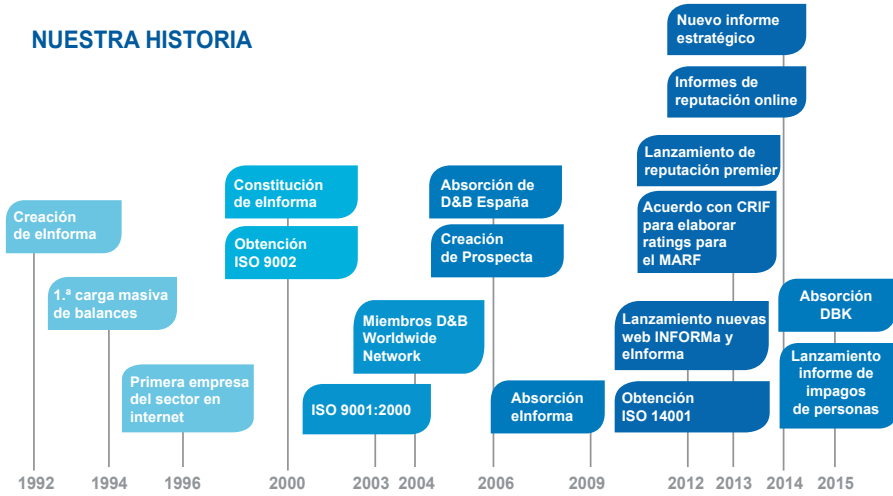 NUESTRA HISTORIA
Creación
de eInforma
1.ª carga masiva
de balances
Primera empresa
del sector en
internet
Constitución
de eInforma
Obtención
ISO 9002
ISO 9001:2000
Miembros D&B
Worldwide
Network
Absorción de
D&B España
Creación
de Prospecta
Absorción
eInforma
Lanzamiento nuevas
web INFORMa y
eInforma
Obtención
ISO 14001
Lanzamiento de
reputación premier
Acuerdo con CRIF
para elaborar
ratings para
el MARF
Nuevo informe
estratégico
Informes de
reputación online
Absorción
DBK
Lanzamiento
informe de
impagos
de personas
1992 1994 1996 2000 2003 2004 2006 2009 2012 2013 2014 2015